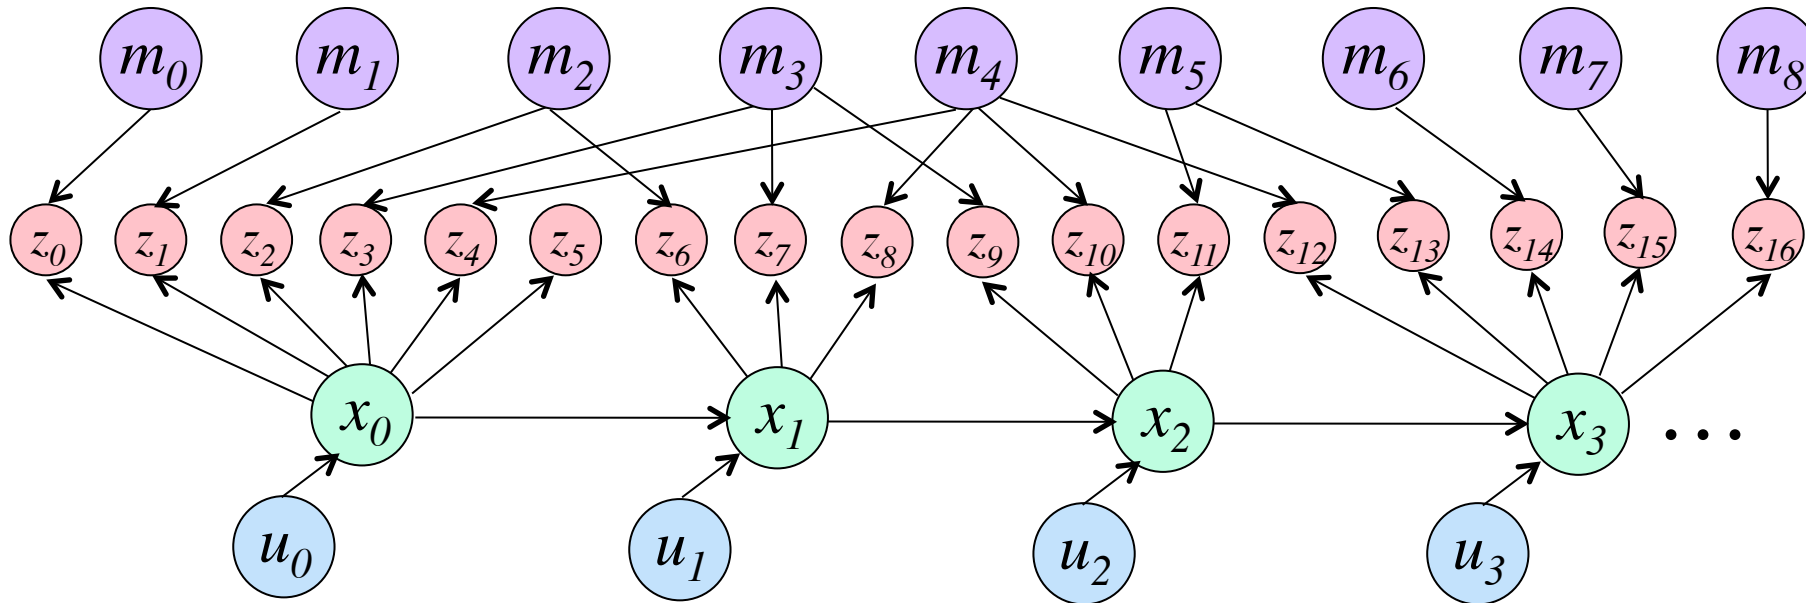 m0 m1 m2 m3 m4 m5 m6 m7 m8
z0 z1 z2 z3 z4 z5 z6 z7 z8 z9 z10 z11 z12 z13 z14 z15 z16
x0 x1 x2 x3 ...
u0 u1 u2 u3